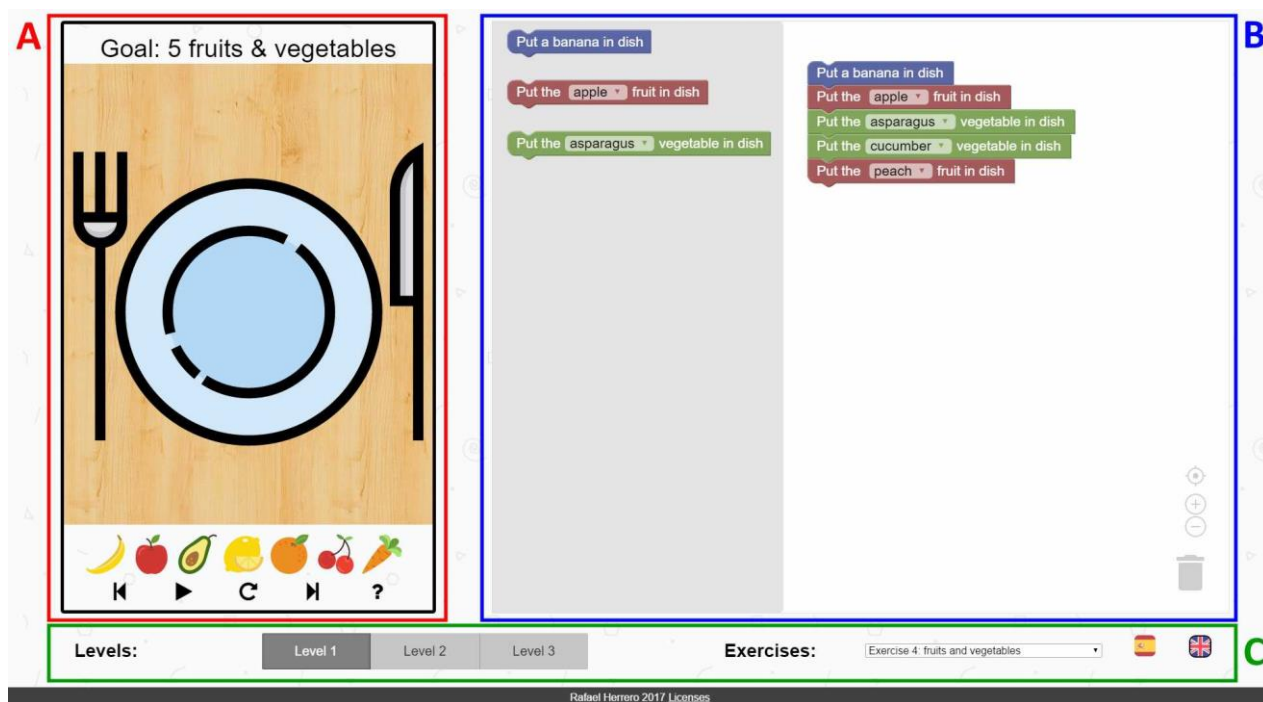 A
Goal: 5 fruits & vegetables
?
B
Put a banana in dish
Put the apple fruit in dish
Put the asparagus vegetable in dish
Put a banana in dish
Put the apple fruit in dish
Put the asparagus vegetable in dish
Put the cucumber vegetable in dish
Put the peach fruit in dish
C
Levels: Level 1 Level 2 Level 3 Exercises: Exercise 4: fruits and vegetables
Rafael Herrero 2017 Licenses